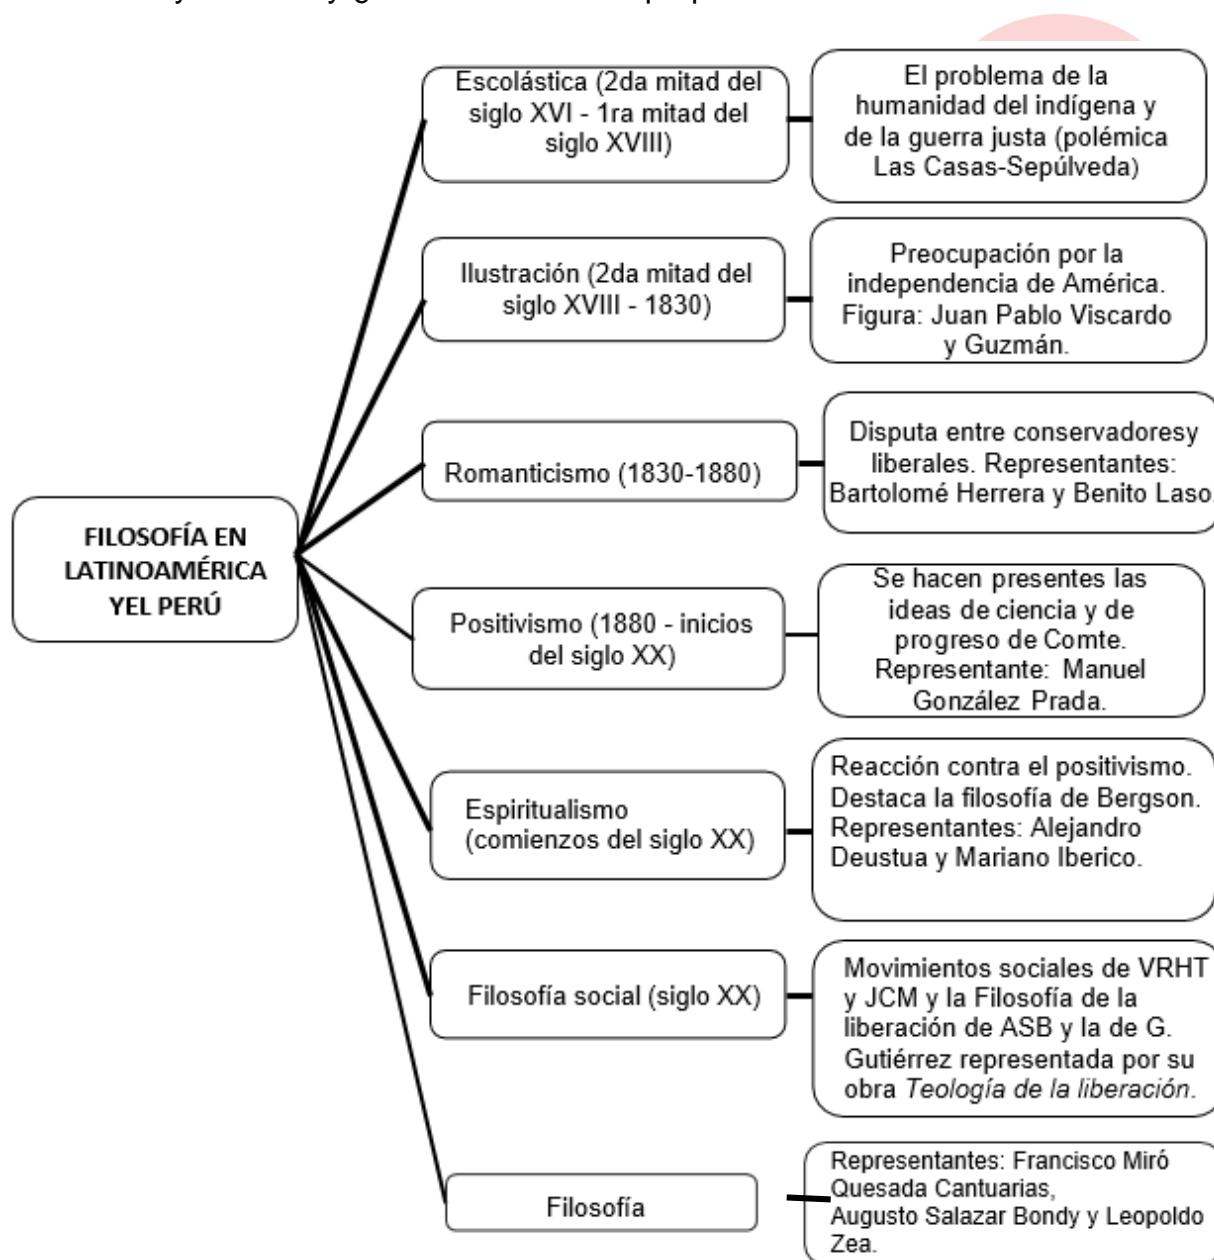 Escolástica (2da mitad del
siglo XVI - 1ra mitad del
siglo XVIII)
El problema de la
humanidad del indígena y
de la guerra justa (polémica
Las Casas-Sepúlveda)
Ilustración (2da mitad del
siglo XVIII - 1830)
Preocupación por la
independencia de América.
Figura: Juan Pablo Viscardo
y Guzmán.
Romanticismo (1830-1880)
Disputa entre conservadoresy
liberales. Representantes:
Bartolomé Herrera y Benito Laso.
FILOSOFÍA EN
LATINOAMÉRICA
YEL PERÚ
Positivismo (1880 - inicios
del siglo XX)
Se hacen presentes las
ideas de ciencia y de
progreso de Comte.
Representante: Manuel
González Prada.
Espiritualismo
(comienzos del siglo XX)
Reacción contra el positivismo.
Destaca la filosofía de Bergson.
Representantes: Alejandro
Deustua y Mariano Iberico.
Filosofía social (siglo XX)
Movimientos sociales de VRHT
y JCM y la Filosofía de la
liberación de ASB y la de G.
Gutiérrez representada por su
obra Teología de la liberación.
Filosofía
Representantes: Francisco Miró
Quesada Cantuarias,
Augusto Salazar Bondy y Leopoldo
Zea.